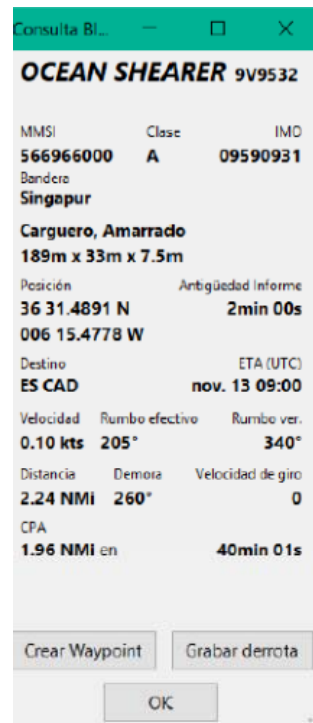 Consulta BI...
OCEAN SHEARER 9V9532
MMSI Clase IMO
566966000 A 09590931
Bandera
Singapur
Carguero, Amarrado
189m x 33m x 7.5m
Posición Antigüedad Informe
36 31.4891 N 2min 00s
006 15.4778 W
Destino ETA (UTC)
ES CAD nov. 13 09:00
Velocidad Rumbo efectivo Rumbo ver.
0.10 kts 205° 340°
Distancia Demora Velocidad de giro
2.24 NMi 260° 0
CPA
1.96 NMi en 40min 01s
Crear Waypoint Grabar derrota
OK